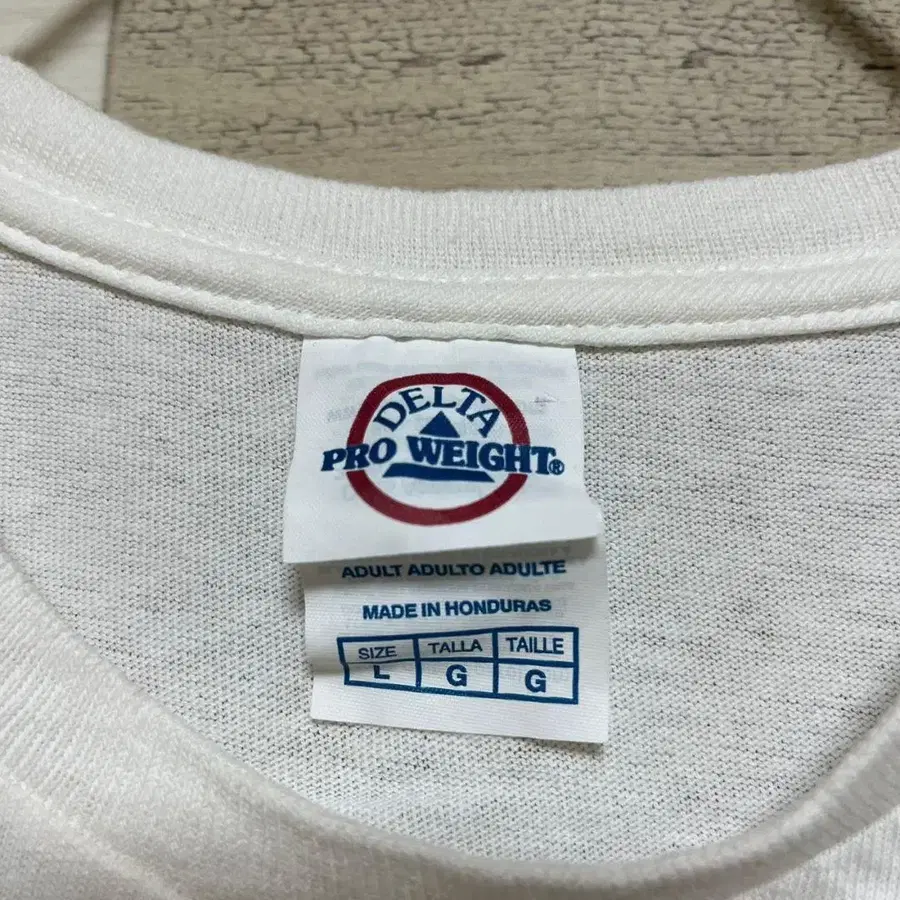 DELTA
PRO WEIGHT®
ADULT ADULTO ADULTE
MADE IN HONDURAS
SIZE TALLA TAILLE
L G G